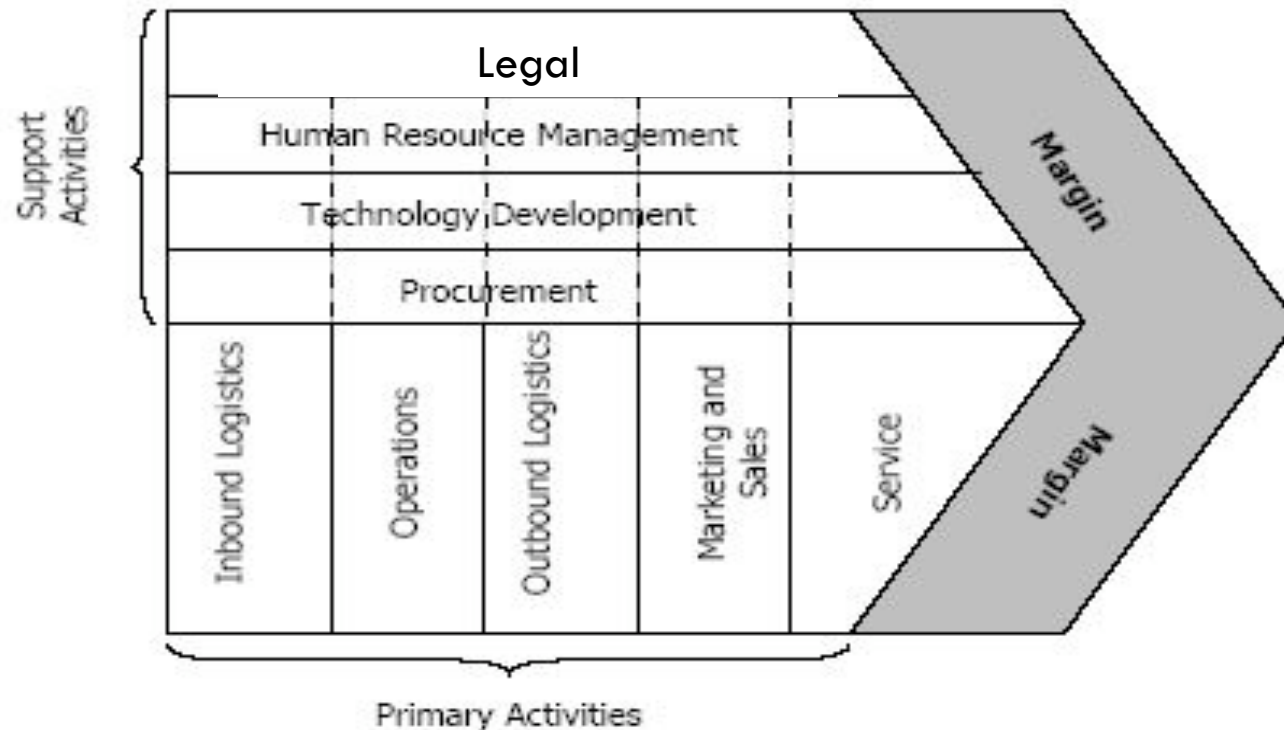 Support
Activities
Legal
Human Resource Management
Technology Development
Procurement
Inbound Logistics
Operations
Outbound Logistics
Marketing and
Sales
Service
Margin
Margin
Primary Activities